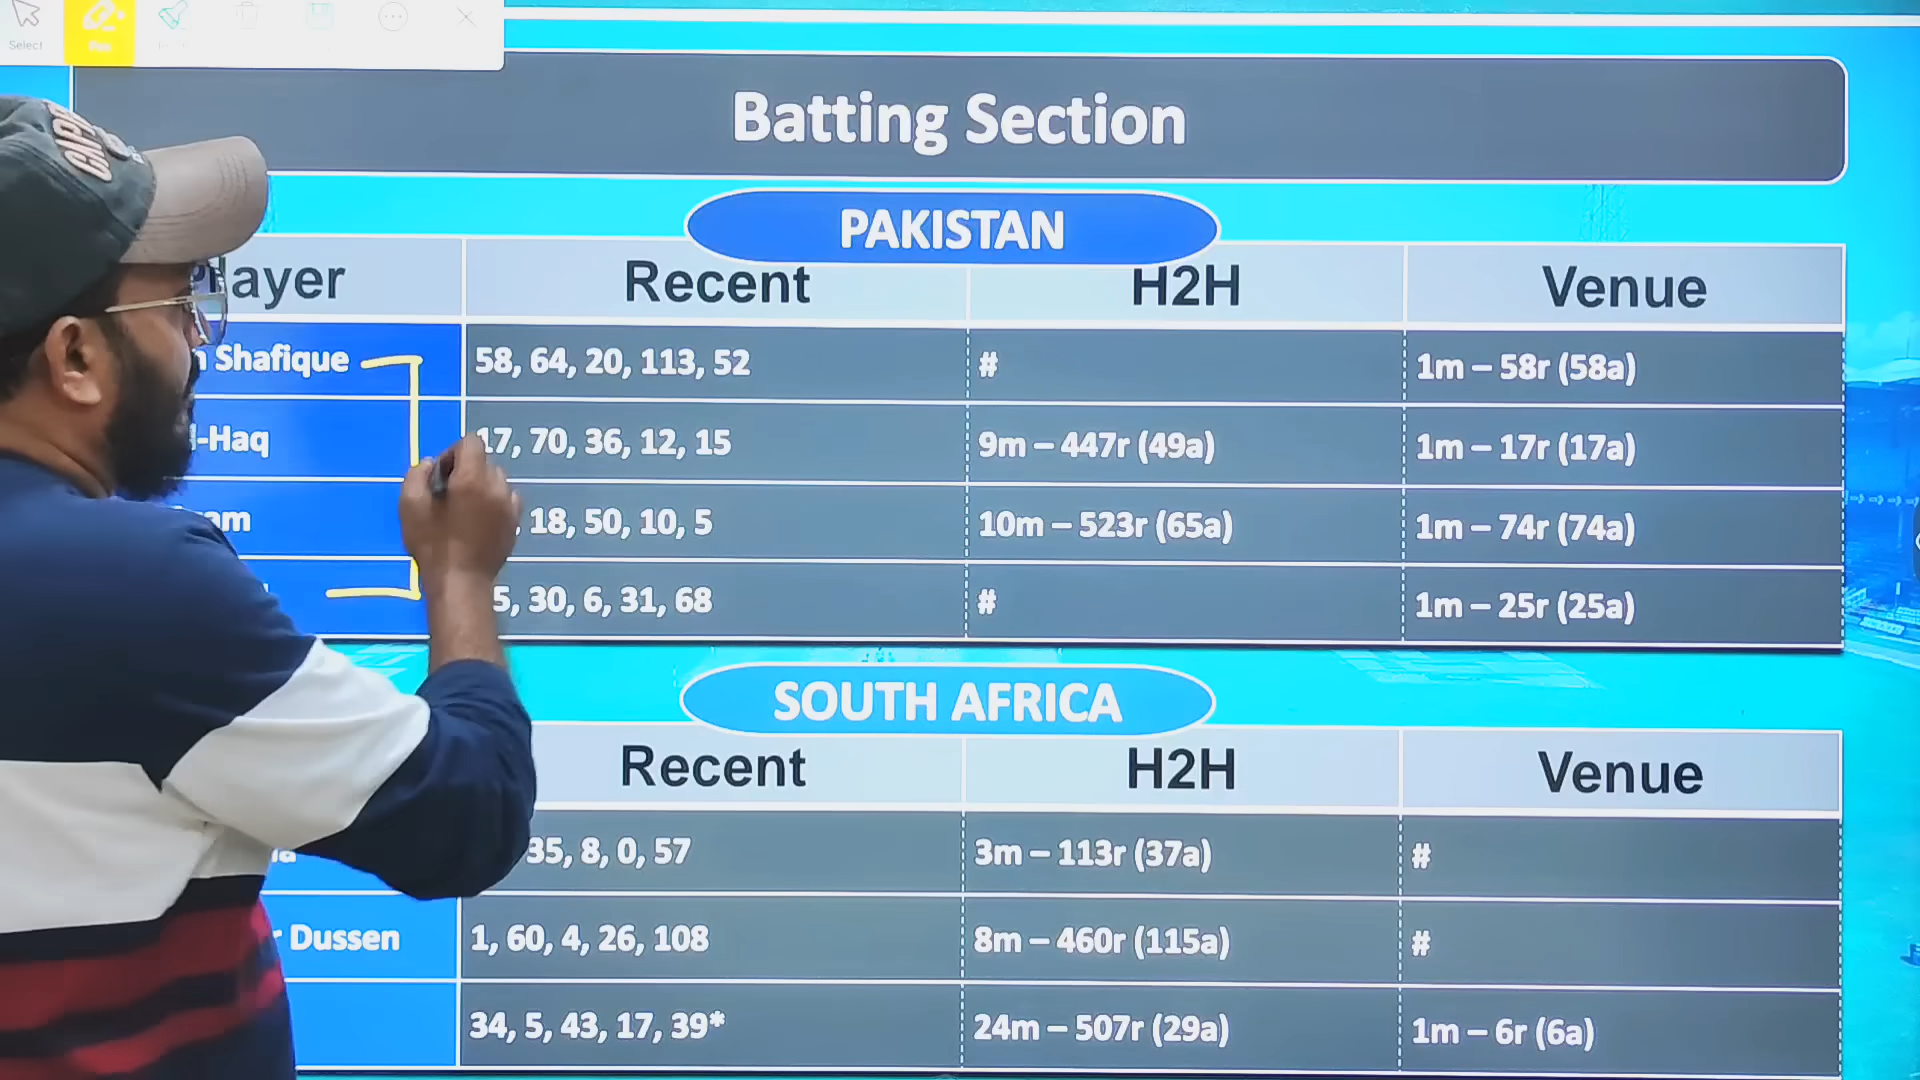 Select
Batting Section
PAKISTAN
Player Recent H2H Venue
Shafique 58, 64, 20, 113, 52 # 1m – 58r (58a)
l-Haq 17, 70, 36, 12, 15 9m – 447r (49a) 1m – 17r (17a)
am , 18, 50, 10, 5 10m – 523r (65a) 1m – 74r (74a)
5, 30, 6, 31, 68 # 1m – 25r (25a)
SOUTH AFRICA
Recent H2H Venue
35, 8, 0, 57 3m – 113r (37a) #
r Dussen 1, 60, 4, 26, 108 8m – 460r (115a) #
34, 5, 43, 17, 39* 24m – 507r (29a) 1m – 6r (6a)